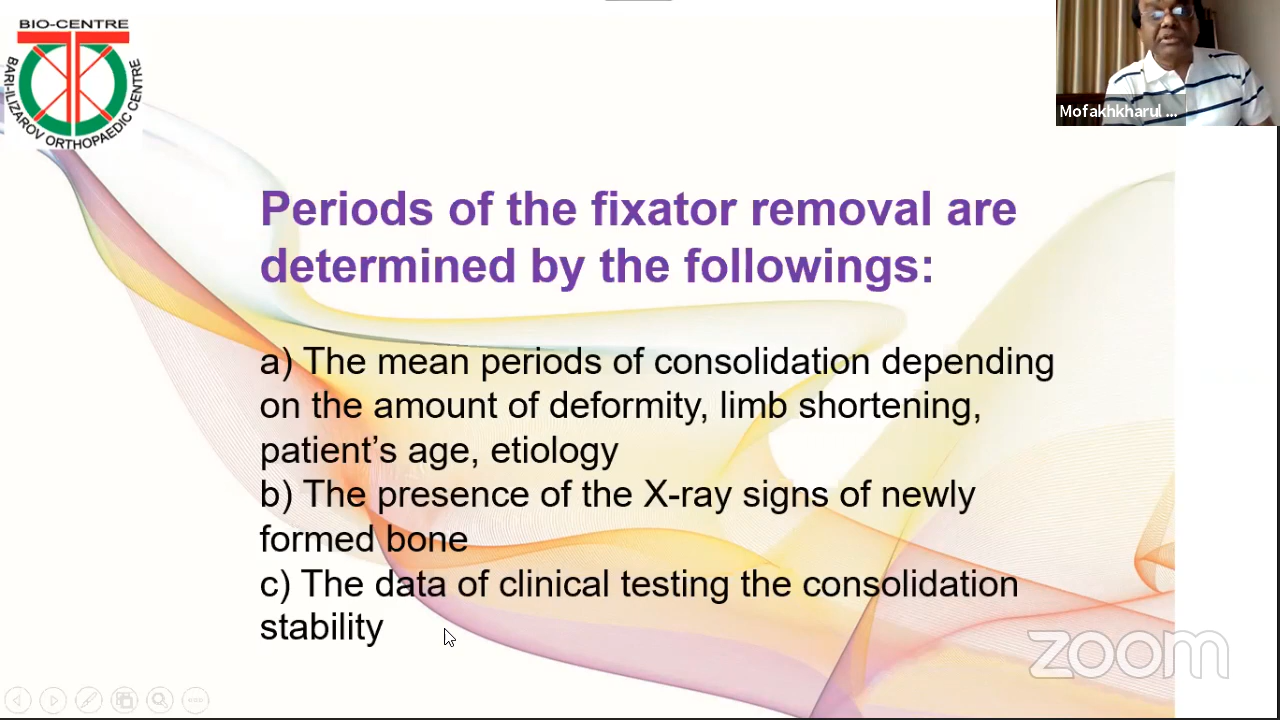 BIO-CENTRE
BARI-ILIZAROV ORTHOPAEDIC CENTRE
Mofakhkharul ...
Periods of the fixator removal are
determined by the followings:
a) The mean periods of consolidation depending
on the amount of deformity, limb shortening,
patient’s age, etiology
b) The presence of the X-ray signs of newly
formed bone
c) The data of clinical testing the consolidation
stability
zoom